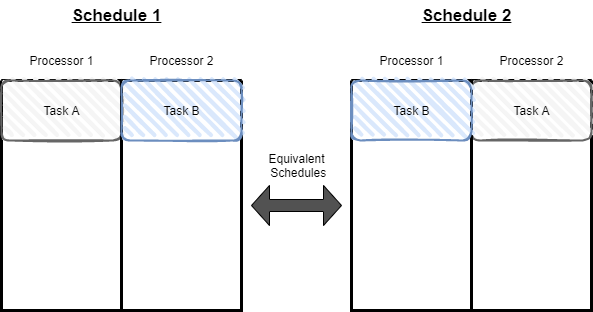 Schedule 1
Schedule 2
Processor 1
Processor 2
Processor 1
Processor 2
Task A
Task B
Task B
Task A
Equivalent
Schedules